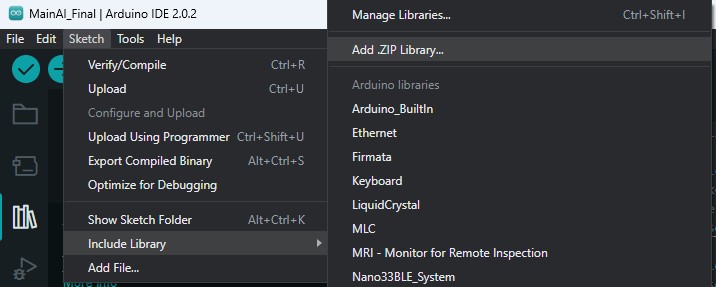 MainAI_Final | Arduino IDE 2.0.2
File Edit Sketch Tools Help
Verify/Compile Ctrl+R
Upload Ctrl+U
Configure and Upload
Upload Using Programmer Ctrl+Shift+U
Export Compiled Binary Alt+Ctrl+S
Optimize for Debugging
Show Sketch Folder Alt+Ctrl+K
Include Library
Add File...
More info
Manage Libraries... Ctrl+Shift+I
Add .ZIP Library...
Arduino libraries
Arduino_BuiltIn
Ethernet
Firmata
Keyboard
LiquidCrystal
MLC
MRI - Monitor for Remote Inspection
Nano33BLE_System